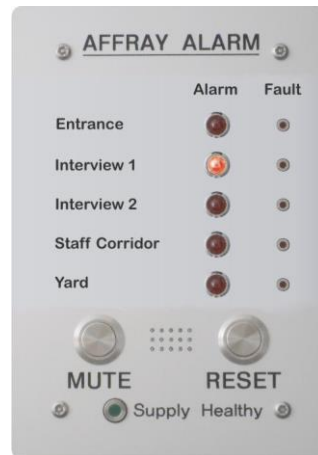 AFFRAY ALARM
Alarm Fault
Entrance
Interview 1
Interview 2
Staff Corridor
Yard
MUTE RESET
Supply Healthy